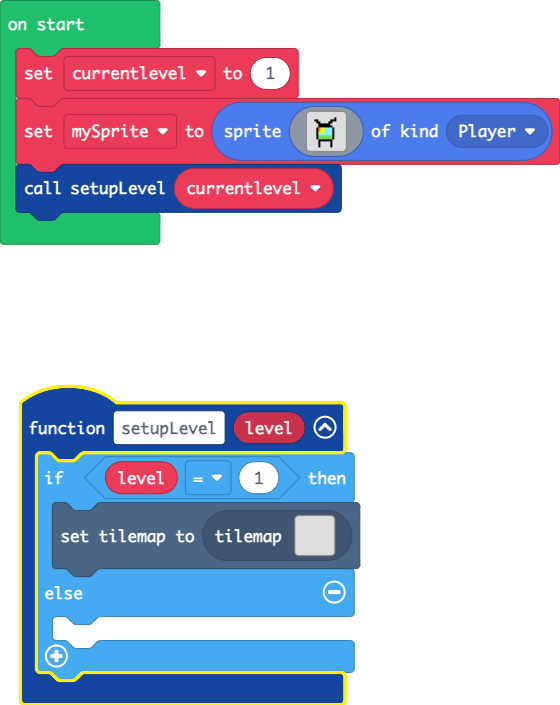 on start
set currentlevel to 1
set mySprite to sprite of kind Player
call setupLevel currentlevel
function setupLevel level
if level = 1 then
set tilemap to tilemap
else